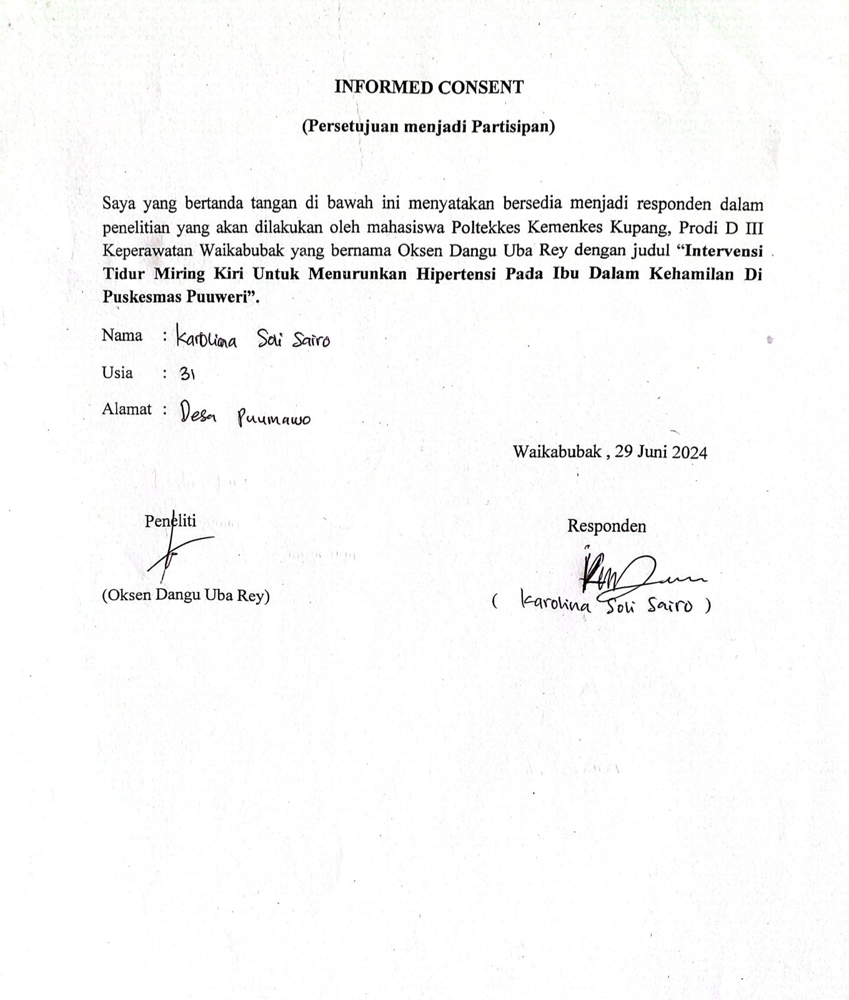 INFORMED CONSENT
(Persetujuan menjadi Partisipan)
Saya yang bertanda tangan di bawah ini menyatakan bersedia menjadi responden dalam
penelitian yang akan dilakukan oleh mahasiswa Poltekkes Kemenkes Kupang, Prodi D III
Keperawatan Waikabubak yang bernama Oksen Dangu Uba Rey dengan judul “Intervensi
Tidur Miring Kiri Untuk Menurunkan Hipertensi Pada Ibu Dalam Kehamilan Di
Puskesmas Puuweri”.
Nama : Karolina Soli Sairo
Usia : 31
Alamat : Desa Puumawo
Waikabubak , 29 Juni 2024
Peneliti
Responden
(Oksen Dangu Uba Rey)
( Karolina Soli Sairo )